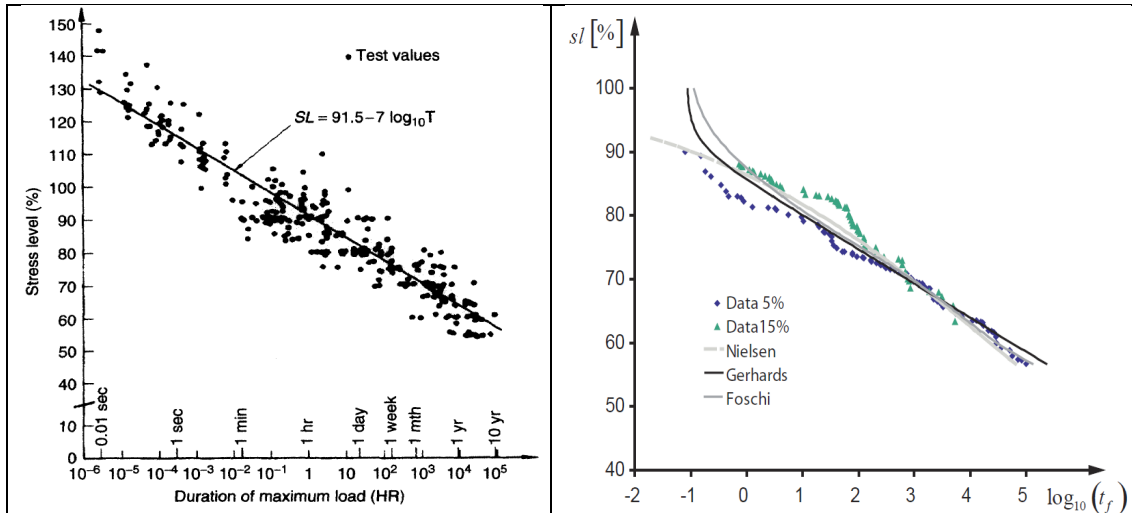 150
140
130
120
110
100
90
80
70
60
50
40
10
0
Stress level (%)
Test values
SL = 91.5–7 log10T
0.01 sec
1 sec
1 min
1 hr
1 day
1 week
1 mth
1 yr
10 yr
10⁻⁶ 10⁻⁵ 10⁻⁴ 10⁻³ 10⁻² 10⁻¹ 1 10 10² 10³ 10⁴ 10⁵
Duration of maximum load (HR)
sl [%]
100
90
80
70
60
50
40
Data 5%
Data15%
Nielsen
Gerhards
Foschi
-2 -1 0 1 2 3 4 5 log₁₀(t_f)